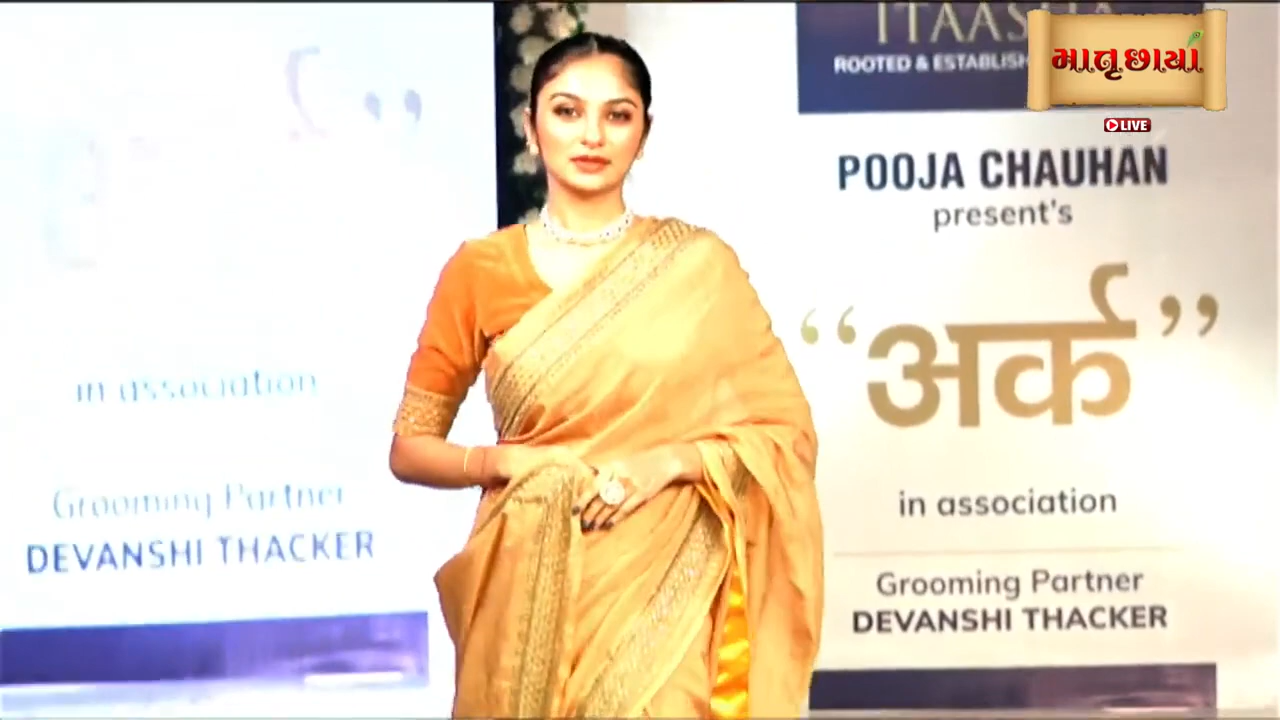 in association
Grooming Partner
DEVANSHI THACKER
ROOTED & ESTABLISH
POOJA CHAUHAN
present's
“अर्क”
in association
Grooming Partner
DEVANSHI THACKER
માતૃછાયા
LIVE